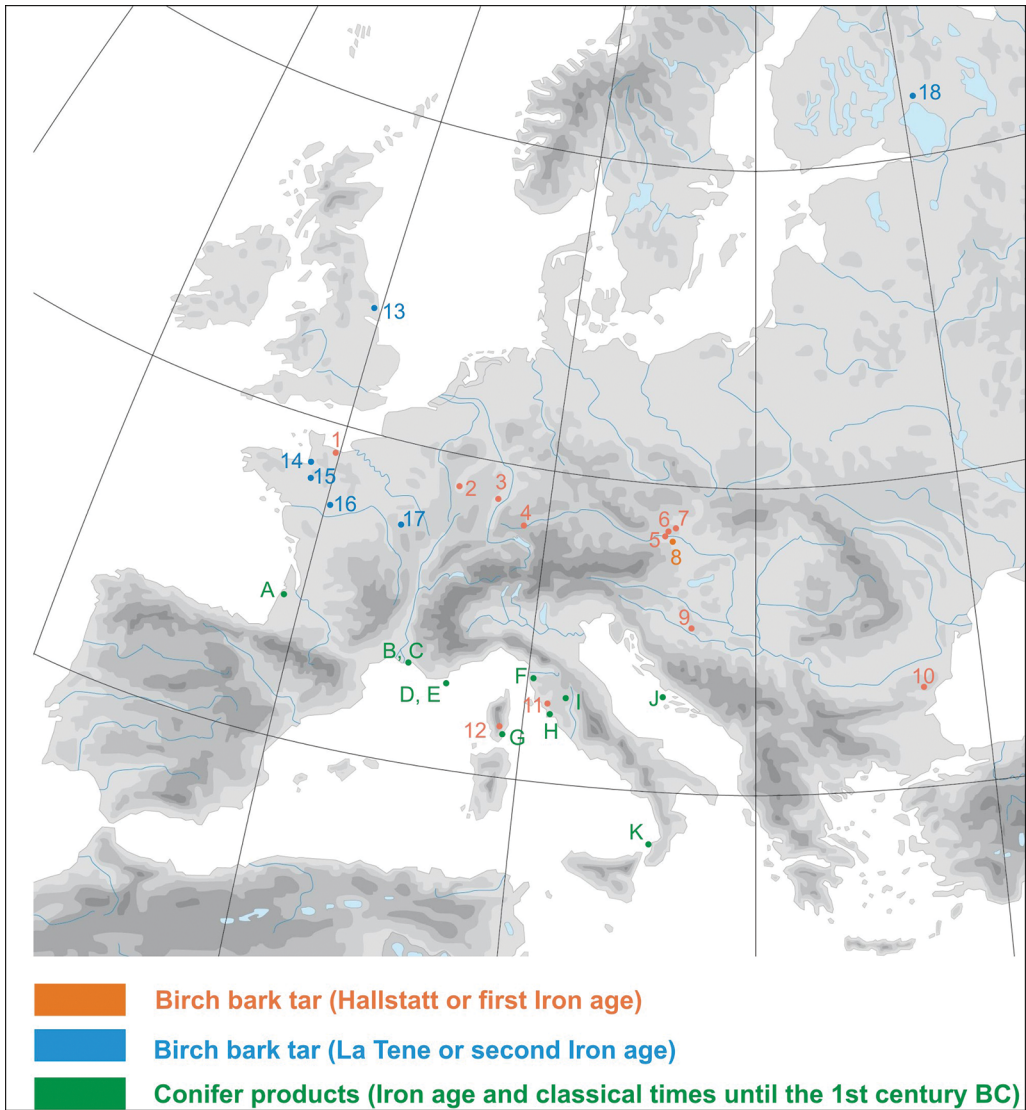 18
13
1
14
15
2
3
16
17
4
6 7
5
8
A
9
B, C
F
10
D, E
11
I
J
H
12
G
K
Birch bark tar (Hallstatt or first Iron age)
Birch bark tar (La Tene or second Iron age)
Conifer products (Iron age and classical times until the 1st century BC)